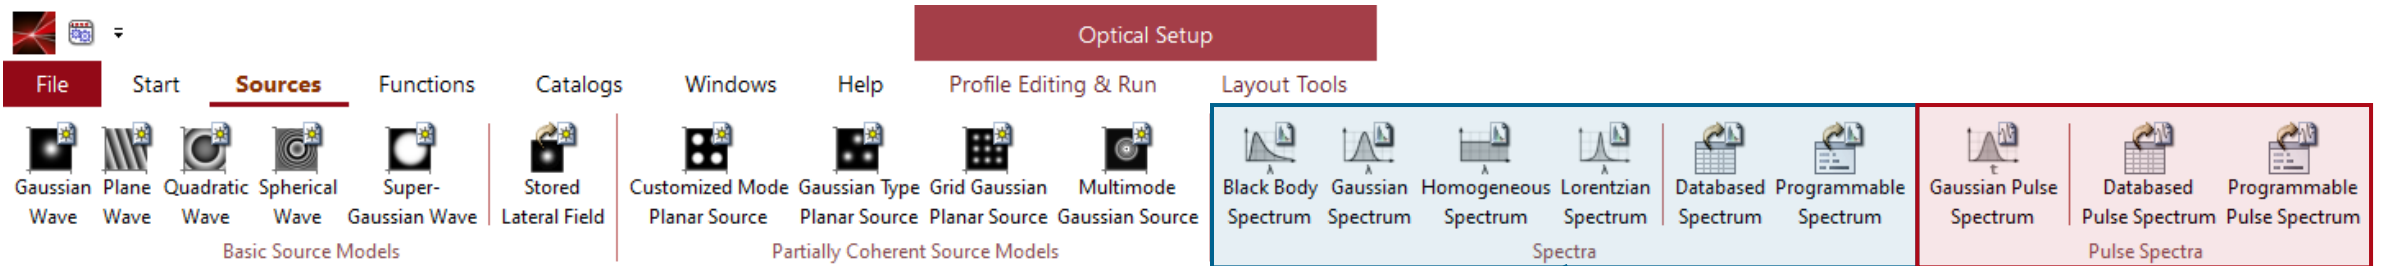 Optical Setup
File Start Sources Functions Catalogs Windows Help Profile Editing & Run Layout Tools
Gaussian Plane Quadratic Spherical Super- Stored Customized Mode Gaussian Type Grid Gaussian Multimode Black Body Gaussian Homogeneous Lorentzian Databased Programmable Gaussian Pulse Databased Programmable
Wave Wave Wave Wave Gaussian Wave Lateral Field Planar Source Planar Source Planar Source Gaussian Source Spectrum Spectrum Spectrum Spectrum Spectrum Spectrum Spectrum Pulse Spectrum Pulse Spectrum
Basic Source Models Partially Coherent Source Models Spectra Pulse Spectra